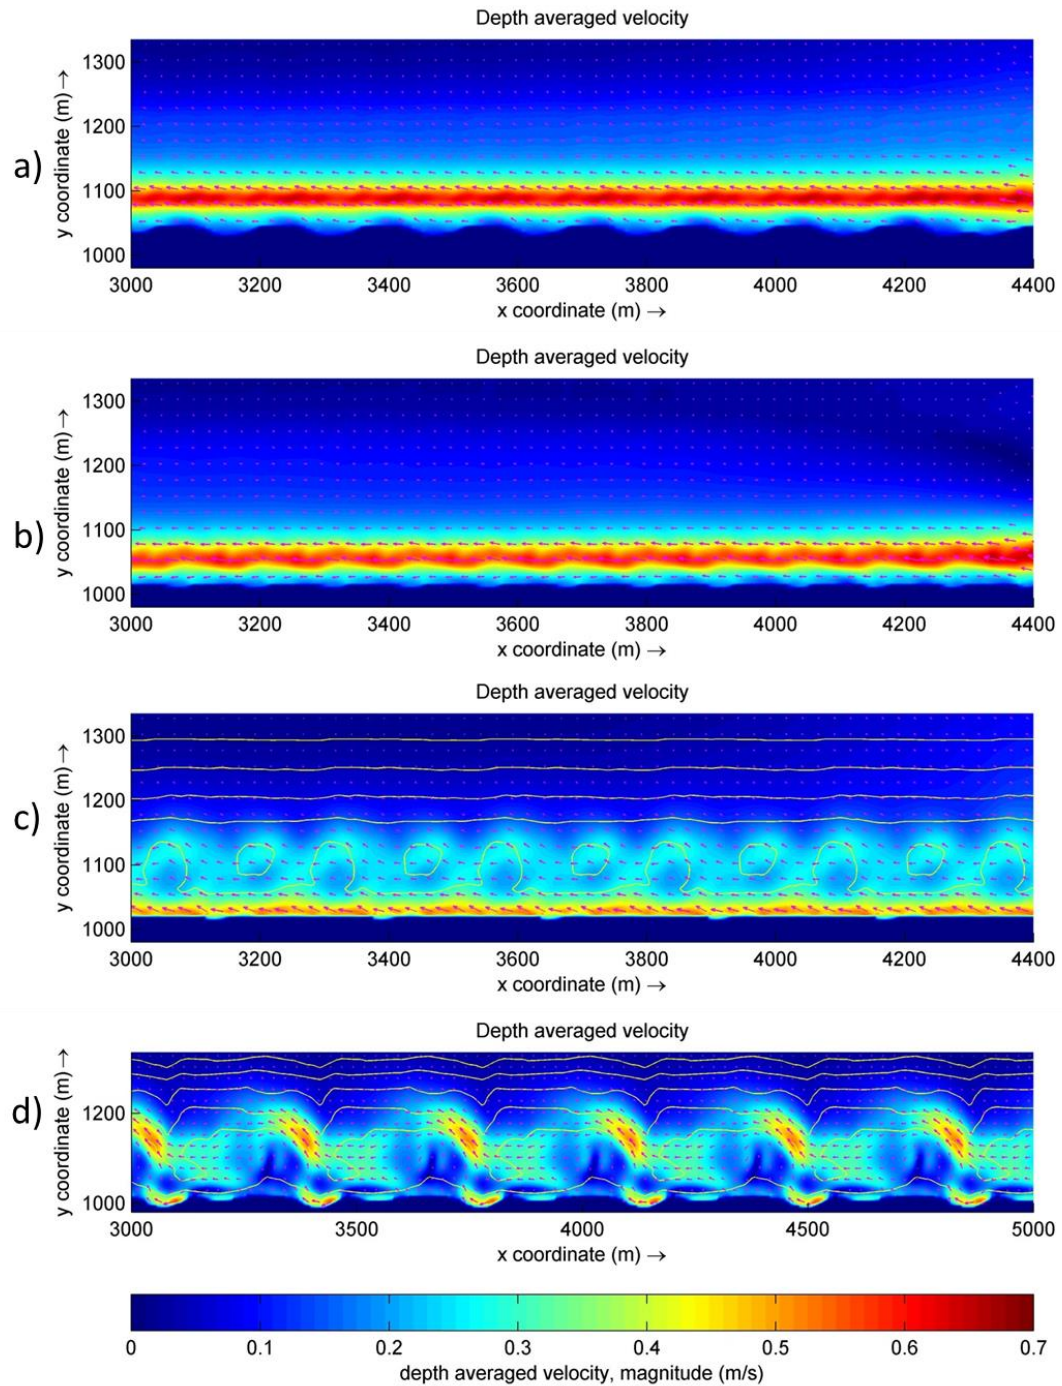 Depth averaged velocity
a)
y coordinate (m) →
1300
1200
1100
1000
3000 3200 3400 3600 3800 4000 4200 4400
x coordinate (m) →
Depth averaged velocity
b)
y coordinate (m) →
1300
1200
1100
1000
3000 3200 3400 3600 3800 4000 4200 4400
x coordinate (m) →
Depth averaged velocity
c)
y coordinate (m) →
1300
1200
1100
1000
3000 3200 3400 3600 3800 4000 4200 4400
x coordinate (m) →
Depth averaged velocity
d)
y coordinate (m) →
1200
1000
3000 3500 4000 4500 5000
x coordinate (m) →
0 0.1 0.2 0.3 0.4 0.5 0.6 0.7
depth averaged velocity, magnitude (m/s)